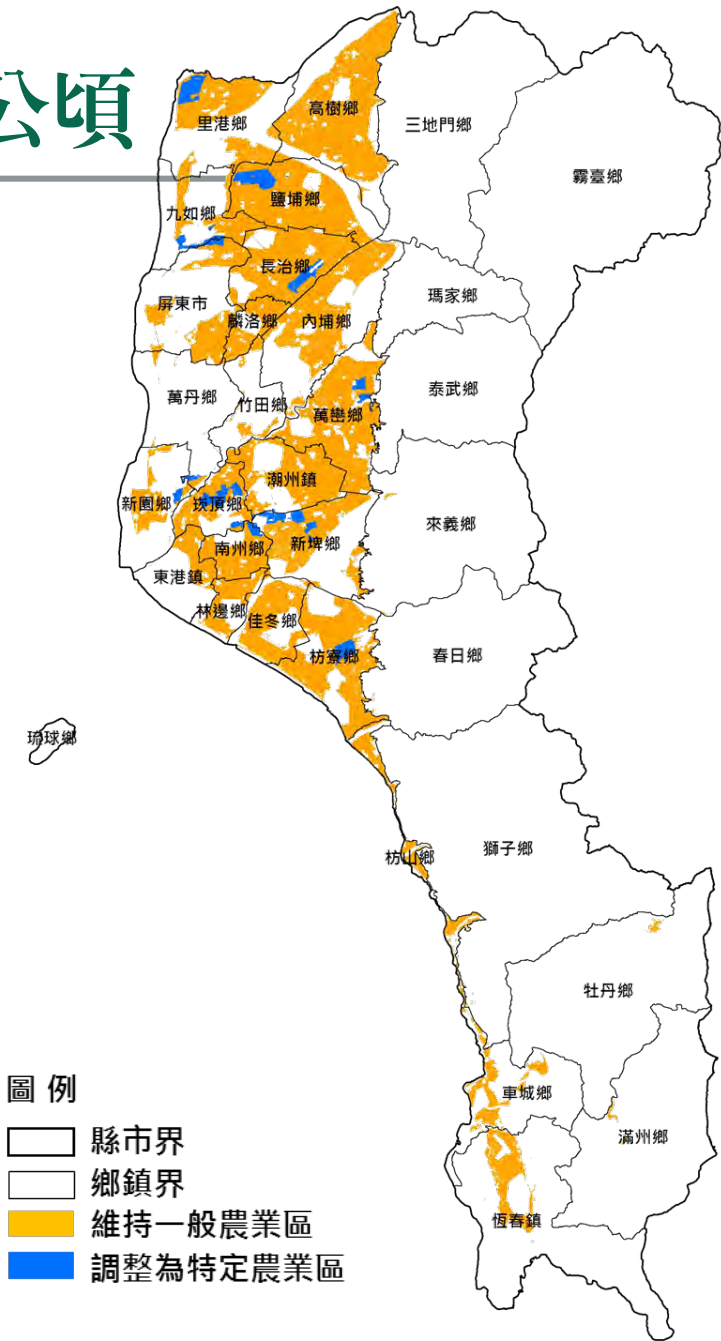 公頃
里港鄉
高樹鄉
三地門鄉
霧臺鄉
鹽埔鄉
九如鄉
長治鄉
屏東市
麟洛鄉
內埔鄉
瑪家鄉
萬丹鄉
竹田鄉
萬巒鄉
泰武鄉
潮州鎮
新園鄉
崁頂鄉
來義鄉
南州鄉
新埤鄉
東港鎮
林邊鄉
佳冬鄉
枋寮鄉
春日鄉
琉球鄉
枋山鄉
獅子鄉
牡丹鄉
車城鄉
滿州鄉
恆春鎮
圖 例
縣市界
鄉鎮界
維持一般農業區
調整為特定農業區